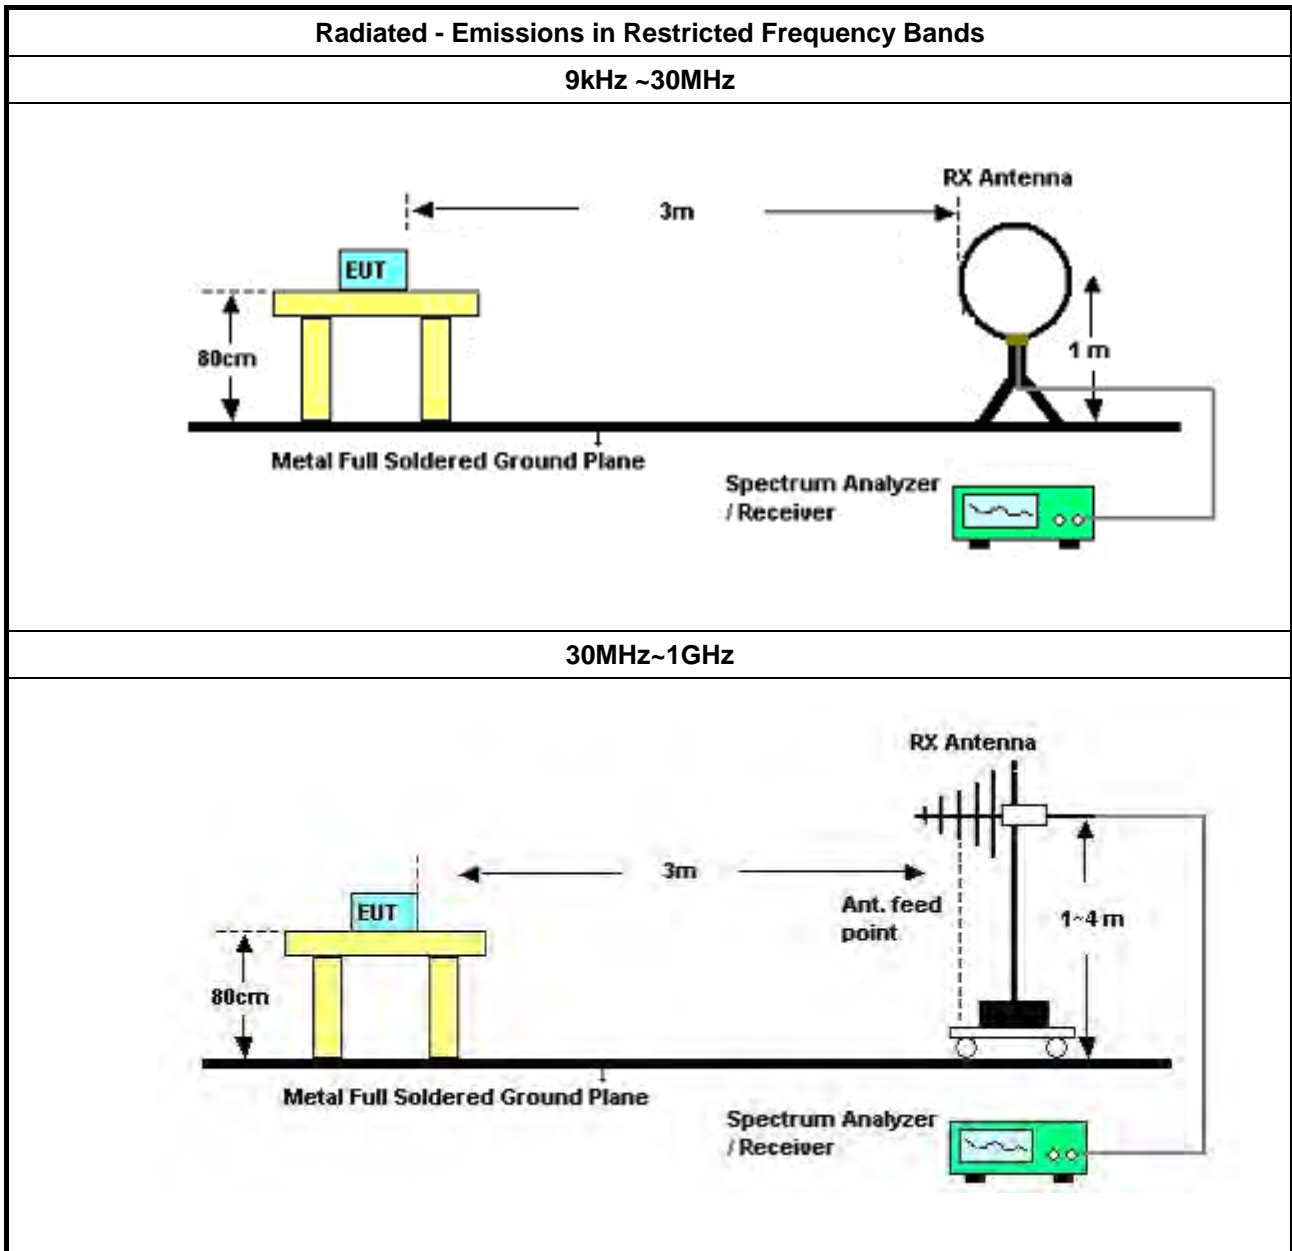 Radiated - Emissions in Restricted Frequency Bands
9kHz ~30MHz
RX Antenna
3m
EUT
80cm
1 m
Metal Full Soldered Ground Plane
Spectrum Analyzer
/ Receiver
30MHz~1GHz
RX Antenna
3m
Ant. feed
point
1~4 m
EUT
80cm
Metal Full Soldered Ground Plane
Spectrum Analyzer
/ Receiver